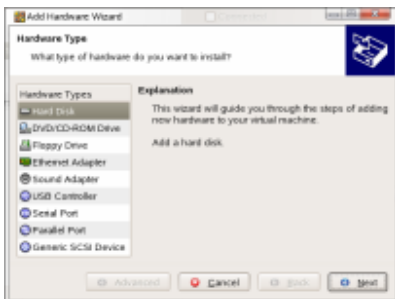 Add Hardware Wizard
Hardware Type
What type of hardware do you want to install?
Hardware Types
Hard Disk
DVD/CD-ROM Drive
Floppy Drive
Ethernet Adapter
Sound Adapter
USB Controller
Serial Port
Parallel Port
Generic SCSI Device
Explanation
This wizard will guide you through the steps of adding
new hardware to your virtual machine.
Add a hard disk.
Advanced
Cancel
Back
Next